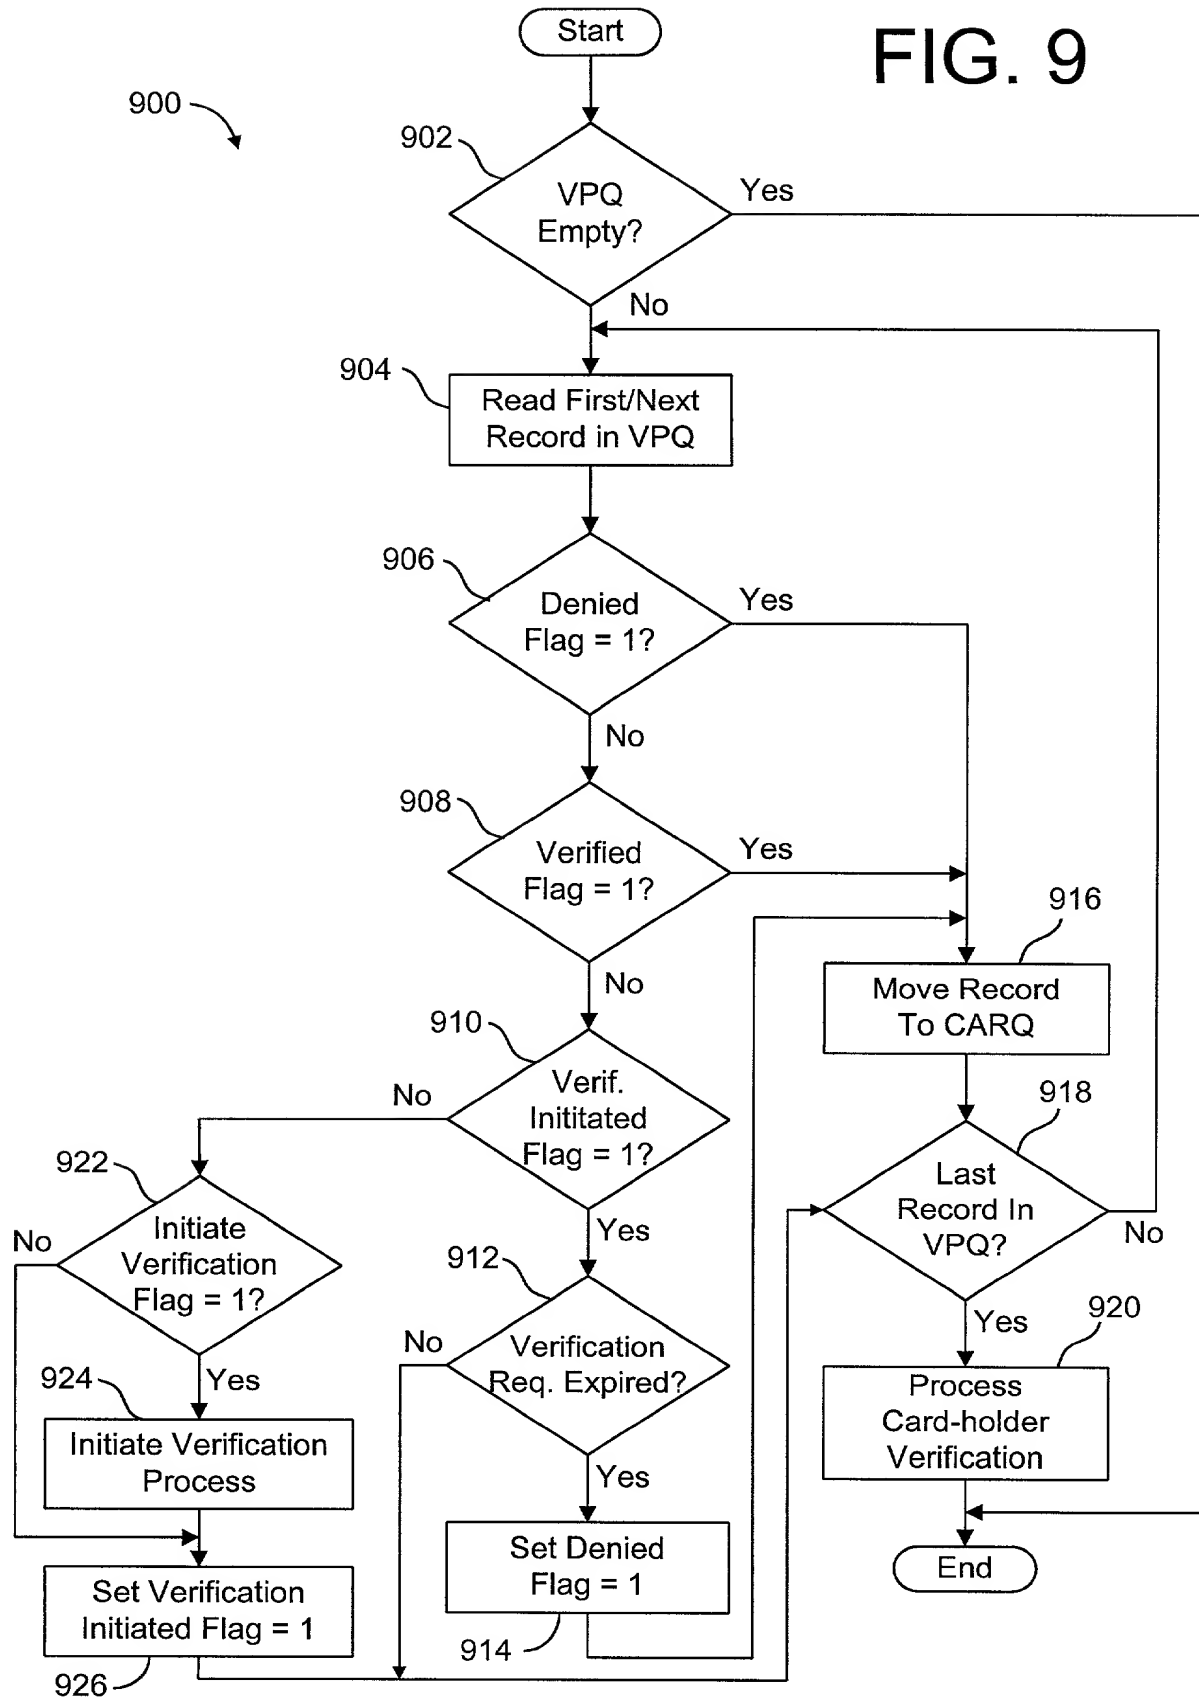 Start
FIG. 9
900
902
VPQ
Empty?
Yes
No
904
Read First/Next
Record in VPQ
906
Denied
Flag = 1?
Yes
No
908
Verified
Flag = 1?
Yes
No
916
Move Record
To CARQ
910
Verif.
Inititated
Flag = 1?
No
Yes
918
Last
Record In
VPQ?
No
Yes
922
Initiate
Verification
Flag = 1?
No
Yes
912
Verification
Req. Expired?
No
Yes
920
Process
Card-holder
Verification
924
Initiate Verification
Process
Set Denied
Flag = 1
914
End
Set Verification
Initiated Flag = 1
926